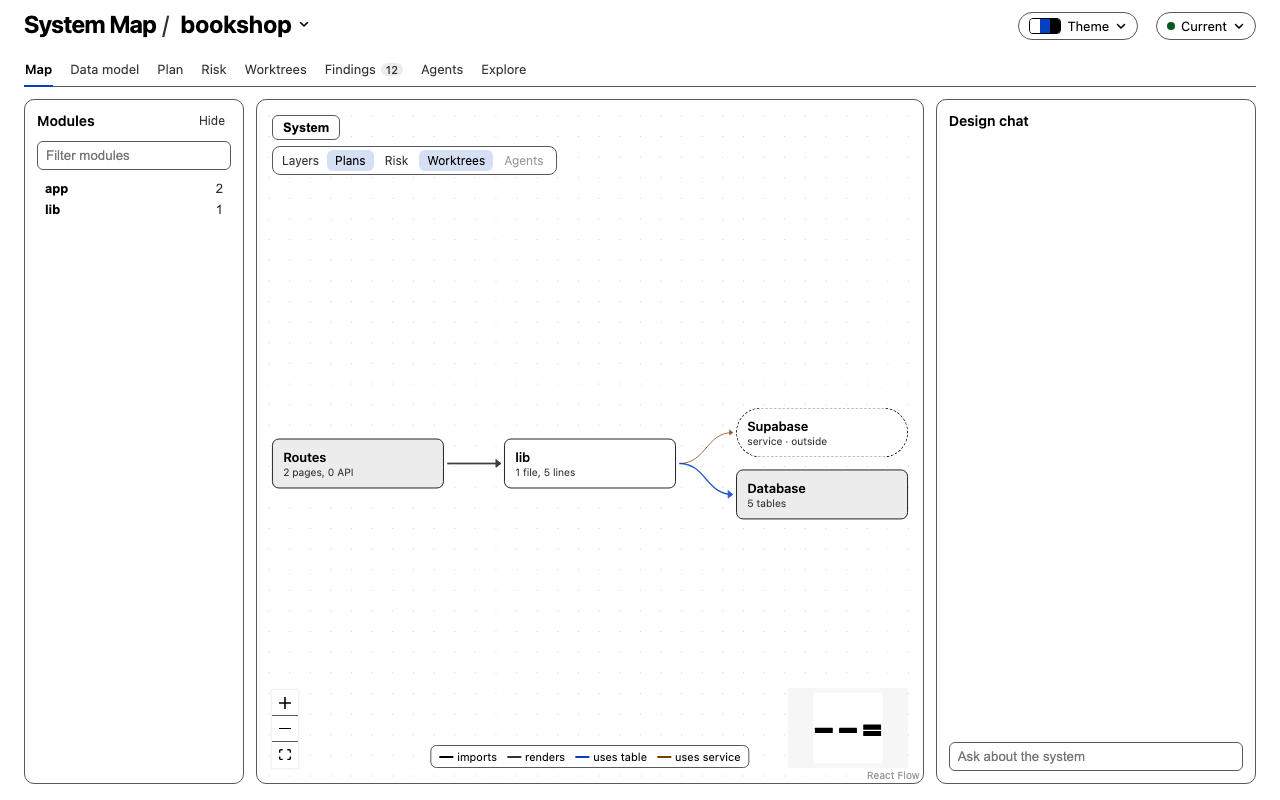 System Map / bookshop
Theme
Current
Map Data model Plan Risk Worktrees Findings 12 Agents Explore
Modules Hide
Filter modules
app 2
lib 1
System
Layers Plans Risk Worktrees Agents
Routes
2 pages, 0 API
lib
1 file, 5 lines
Supabase
service · outside
Database
5 tables
imports renders uses table uses service
React Flow
Design chat
Ask about the system